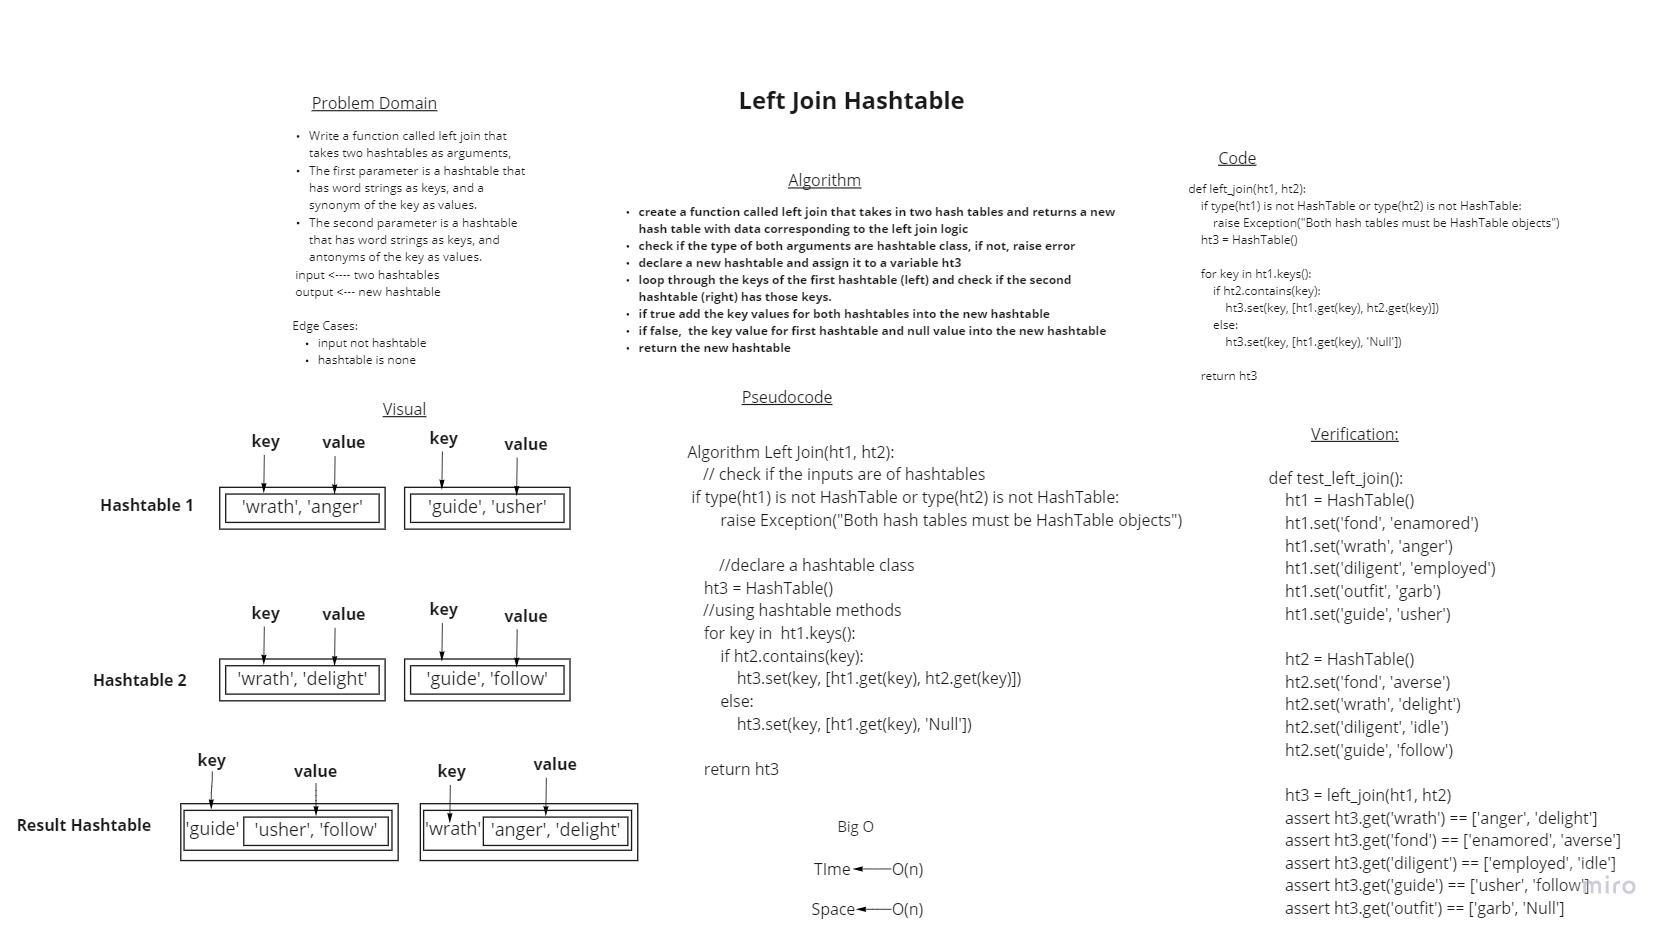 Left Join Hashtable
Problem Domain
• Write a function called left join that
takes two hashtables as arguments,
• The first parameter is a hashtable that
has word strings as keys, and a
synonym of the key as values.
• The second parameter is a hashtable
that has word strings as keys, and
antonyms of the key as values.
input <---- two hashtables
output <--- new hashtable
Edge Cases:
• input not hashtable
• hashtable is none
Visual
key value key value
Hashtable 1 'wrath', 'anger' 'guide', 'usher'
key value key value
Hashtable 2 'wrath', 'delight' 'guide', 'follow'
key value key value
Result Hashtable 'guide' 'usher', 'follow' 'wrath' 'anger', 'delight'
Algorithm
• create a function called left join that takes in two hash tables and returns a new
hash table with data corresponding to the left join logic
• check if the type of both arguments are hashtable class, if not, raise error
• declare a new hashtable and assign it to a variable ht3
• loop through the keys of the first hashtable (left) and check if the second
hashtable (right) has those keys.
• if true add the key values for both hashtables into the new hashtable
• if false,  the key value for first hashtable and null value into the new hashtable
• return the new hashtable
Pseudocode
Algorithm Left Join(ht1, ht2):
// check if the inputs are of hashtables
if type(ht1) is not HashTable or type(ht2) is not HashTable:
raise Exception("Both hash tables must be HashTable objects")
//declare a hashtable class
ht3 = HashTable()
//using hashtable methods
for key in  ht1.keys():
if ht2.contains(key):
ht3.set(key, [ht1.get(key), ht2.get(key)])
else:
ht3.set(key, [ht1.get(key), 'Null'])
return ht3
Big O
TIme O(n)
Space O(n)
Code
def left_join(ht1, ht2):
if type(ht1) is not HashTable or type(ht2) is not HashTable:
raise Exception("Both hash tables must be HashTable objects")
ht3 = HashTable()
for key in ht1.keys():
if ht2.contains(key):
ht3.set(key, [ht1.get(key), ht2.get(key)])
else:
ht3.set(key, [ht1.get(key), 'Null'])
return ht3
Verification:
def test_left_join():
ht1 = HashTable()
ht1.set('fond', 'enamored')
ht1.set('wrath', 'anger')
ht1.set('diligent', 'employed')
ht1.set('outfit', 'garb')
ht1.set('guide', 'usher')
ht2 = HashTable()
ht2.set('fond', 'averse')
ht2.set('wrath', 'delight')
ht2.set('diligent', 'idle')
ht2.set('guide', 'follow')
ht3 = left_join(ht1, ht2)
assert ht3.get('wrath') == ['anger', 'delight']
assert ht3.get('fond') == ['enamored', 'averse']
assert ht3.get('diligent') == ['employed', 'idle']
assert ht3.get('guide') == ['usher', 'follow']
assert ht3.get('outfit') == ['garb', 'Null']
miro